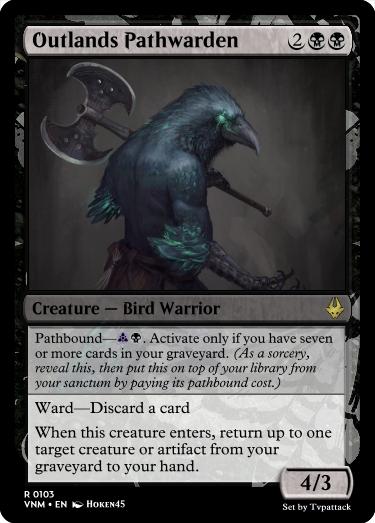 Outlands Pathwarden 2
Creature — Bird Warrior
Pathbound—. Activate only if you have seven
or more cards in your graveyard. (As a sorcery,
reveal this, then put this on top of your library from
your sanctum by paying its pathbound cost.)
Ward—Discard a card
When this creature enters, return up to one
target creature or artifact from your
graveyard to your hand.
4/3
R 0103
VNM • EN Hoken45
Set by Tvpattack